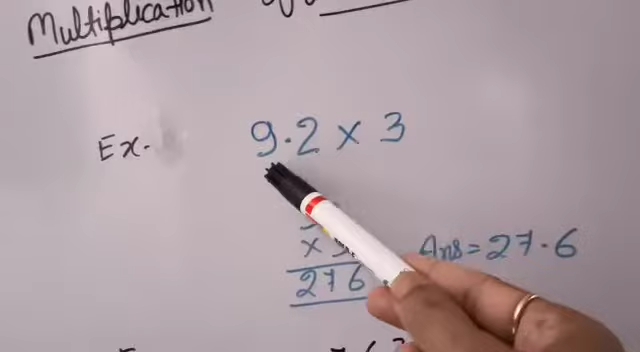 Multiplication
Ex. 9.2 × 3
×
276
Ans = 27.6